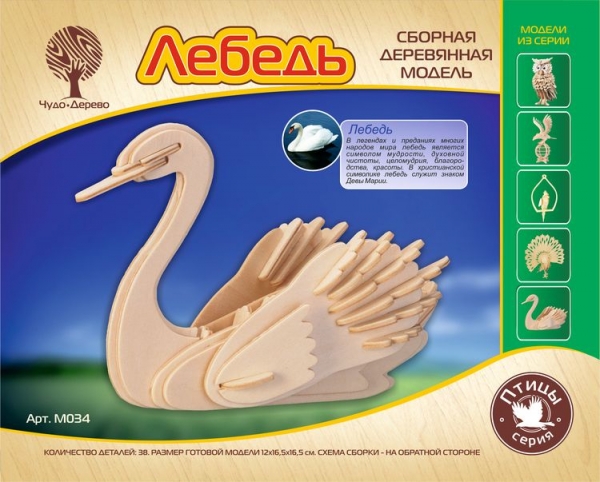 Чудо•Дерево
Лебедь
СБОРНАЯ
ДЕРЕВЯННАЯ
МОДЕЛЬ
МОДЕЛИ
ИЗ СЕРИИ
Лебедь
В легендах и преданиях многих
народов мира лебедь является
символом мудрости, духовной
чистоты, целомудрия, благород-
ства, красоты. В христианской
символике лебедь служит знаком
Девы Марии.
Арт. М034
Птицы
серия
КОЛИЧЕСТВО ДЕТАЛЕЙ: 38. РАЗМЕР ГОТОВОЙ МОДЕЛИ 12х16,5х16,5 см. СХЕМА СБОРКИ - НА ОБРАТНОЙ СТОРОНЕ